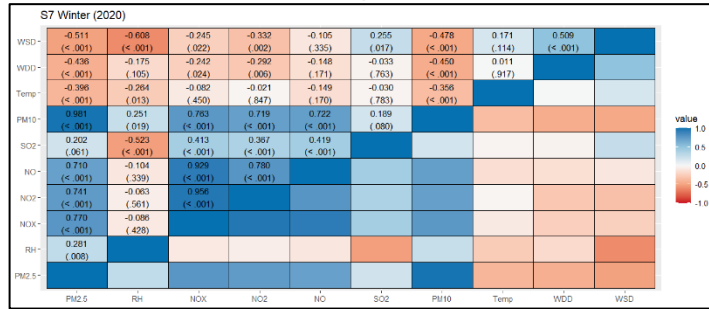 S7 Winter (2020)
WSD -0.511 -0.608 -0.245 -0.332 -0.105 0.255 -0.478 0.171 0.509
(< .001) (< .001) (.022) (.002) (.335) (.017) (< .001) (.114) (< .001)
WDD -0.436 -0.175 -0.242 -0.292 -0.148 -0.033 -0.450 0.011
(< .001) (.105) (.024) (.006) (.171) (.763) (< .001) (.917)
Temp -0.396 -0.264 -0.082 -0.021 -0.149 -0.030 -0.356
(< .001) (.013) (.450) (.847) (.170) (.783) (< .001)
PM10 0.981 0.251 0.763 0.719 0.722 0.189
(< .001) (.019) (< .001) (< .001) (< .001) (.080)
SO2 0.202 -0.523 0.413 0.367 0.419
(.061) (< .001) (< .001) (< .001) (< .001)
NO 0.710 -0.104 0.929 0.780
(< .001) (.339) (< .001) (< .001)
NO2 0.741 -0.063 0.956
(< .001) (.561) (< .001)
NOX 0.770 -0.086
(< .001) (.428)
RH 0.281
(.008)
PM2.5
PM2.5 RH NOX NO2 NO SO2 PM10 Temp WDD WSD
value
1.0
0.5
0.0
-0.5
-1.0